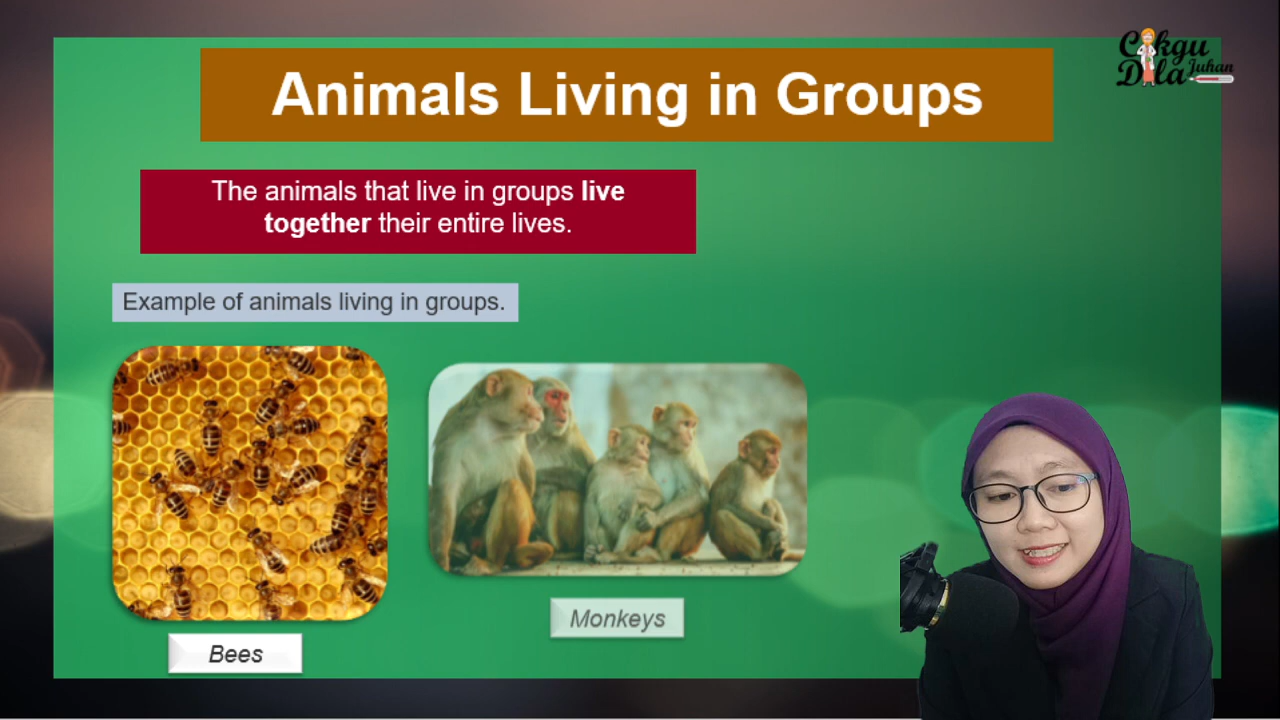 Cikgu
Dila Juhan
Animals Living in Groups
The animals that live in groups live
together their entire lives.
Example of animals living in groups.
Bees
Monkeys